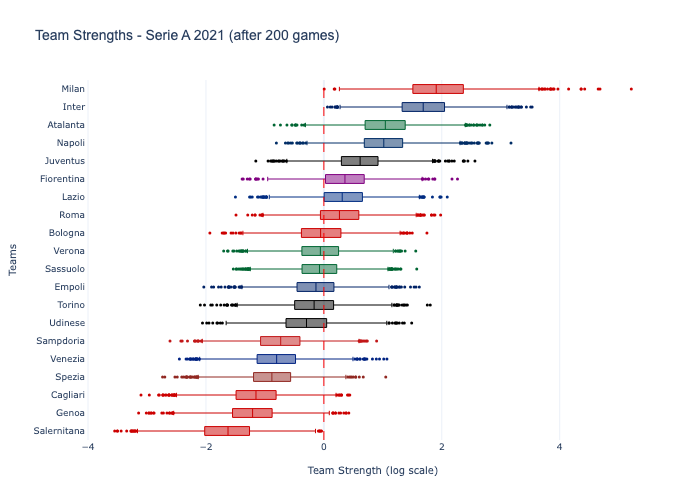 Team Strengths - Serie A 2021 (after 200 games)
Milan
Inter
Atalanta
Napoli
Juventus
Fiorentina
Lazio
Roma
Bologna
Verona
Sassuolo
Empoli
Torino
Udinese
Sampdoria
Venezia
Spezia
Cagliari
Genoa
Salernitana
Teams
−4 −2 0 2 4
Team Strength (log scale)